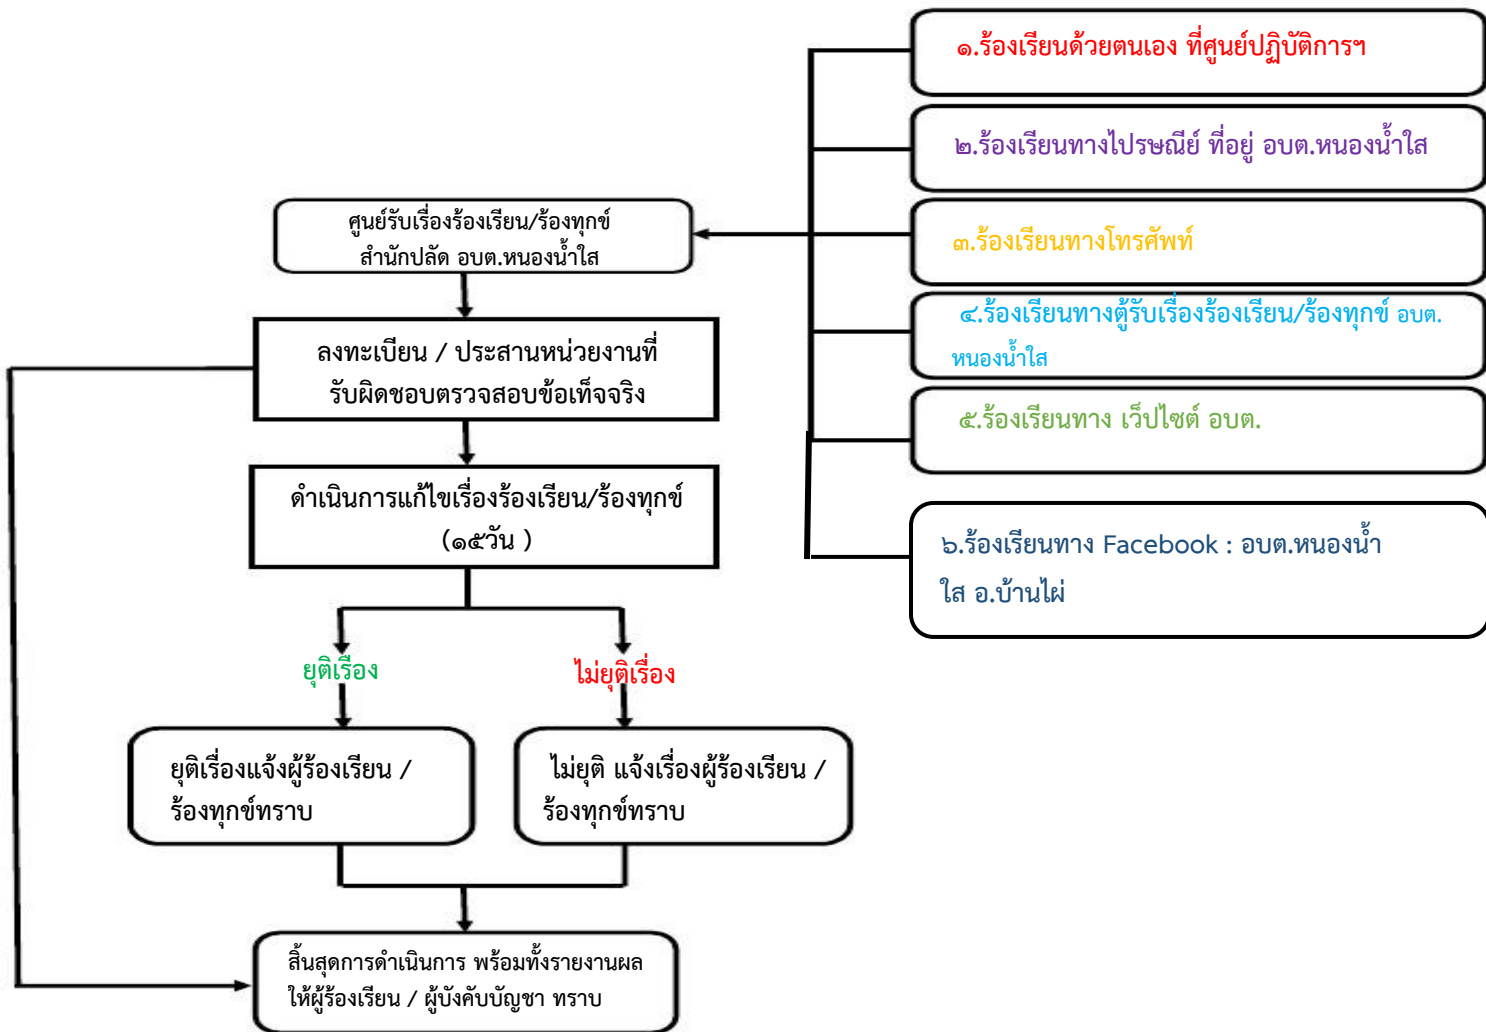 ๑.ร้องเรียนด้วยตนเอง ที่ศูนย์ปฏิบัติการฯ
๒.ร้องเรียนทางไปรษณีย์ ที่อยู่ อบต.หนองน้ำใส
๓.ร้องเรียนทางโทรศัพท์
๔.ร้องเรียนทางตู้รับเรื่องร้องเรียน/ร้องทุกข์ อบต.
หนองน้ำใส
๕.ร้องเรียนทาง เว็ปไซต์ อบต.
๖.ร้องเรียนทาง Facebook : อบต.หนองน้ำ
ใส อ.บ้านไผ่
ศูนย์รับเรื่องร้องเรียน/ร้องทุกข์
สำนักปลัด อบต.หนองน้ำใส
ลงทะเบียน / ประสานหน่วยงานที่
รับผิดชอบตรวจสอบข้อเท็จจริง
ดำเนินการแก้ไขเรื่องร้องเรียน/ร้องทุกข์
(๑๕วัน )
ยุติเรื่อง
ไม่ยุติเรื่อง
ยุติเรื่องแจ้งผู้ร้องเรียน /
ร้องทุกข์ทราบ
ไม่ยุติ แจ้งเรื่องผู้ร้องเรียน /
ร้องทุกข์ทราบ
สิ้นสุดการดำเนินการ พร้อมทั้งรายงานผล
ให้ผู้ร้องเรียน / ผู้บังคับบัญชา ทราบ